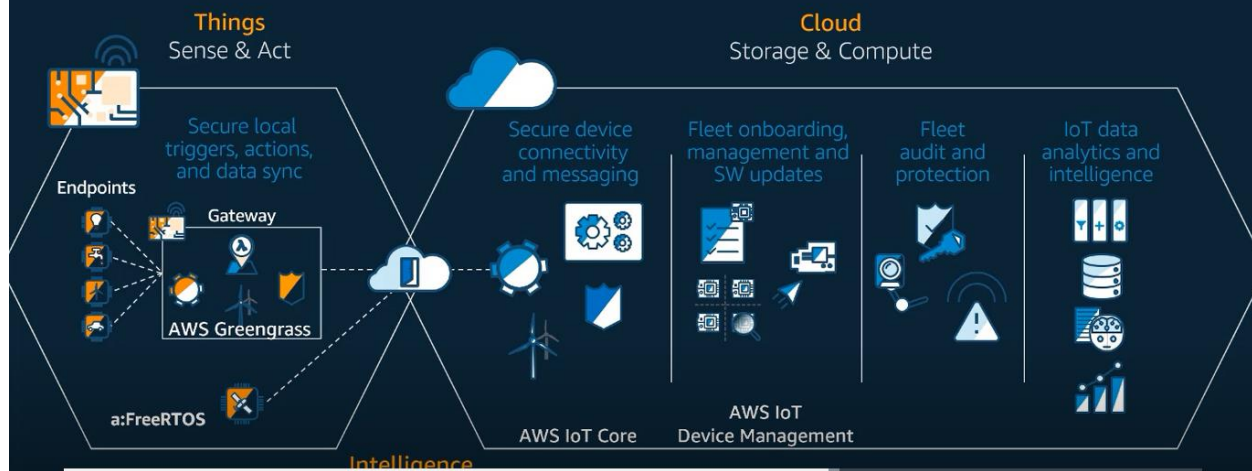 Things
Sense & Act
Cloud
Storage & Compute
Secure local
triggers, actions,
and data sync
Endpoints
Gateway
AWS Greengrass
a:FreeRTOS
Secure device
connectivity
and messaging
AWS IoT Core
Fleet onboarding,
management and
SW updates
AWS IoT
Device Management
Fleet
audit and
protection
IoT data
analytics and
intelligence
Intelligence